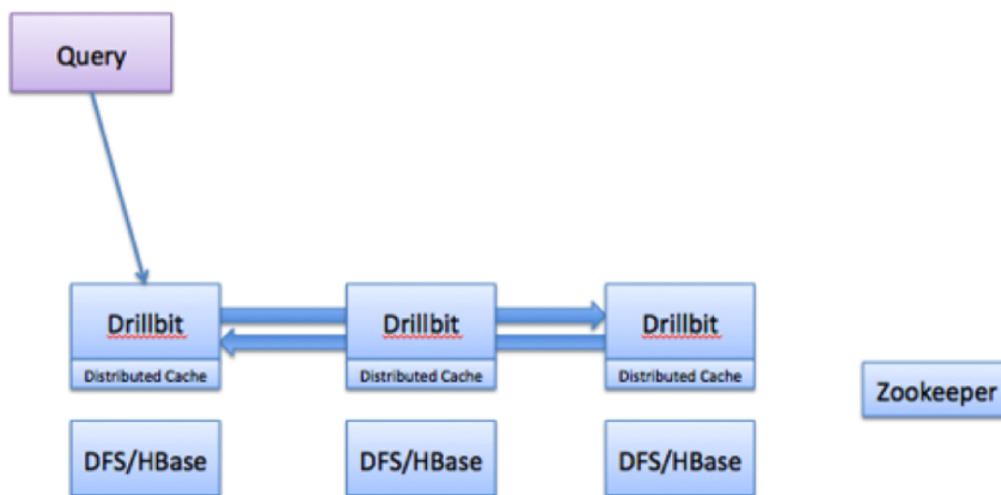 Query
Drillbit
Drillbit
Drillbit
Distributed Cache
Distributed Cache
Distributed Cache
Zookeeper
DFS/HBase
DFS/HBase
DFS/HBase